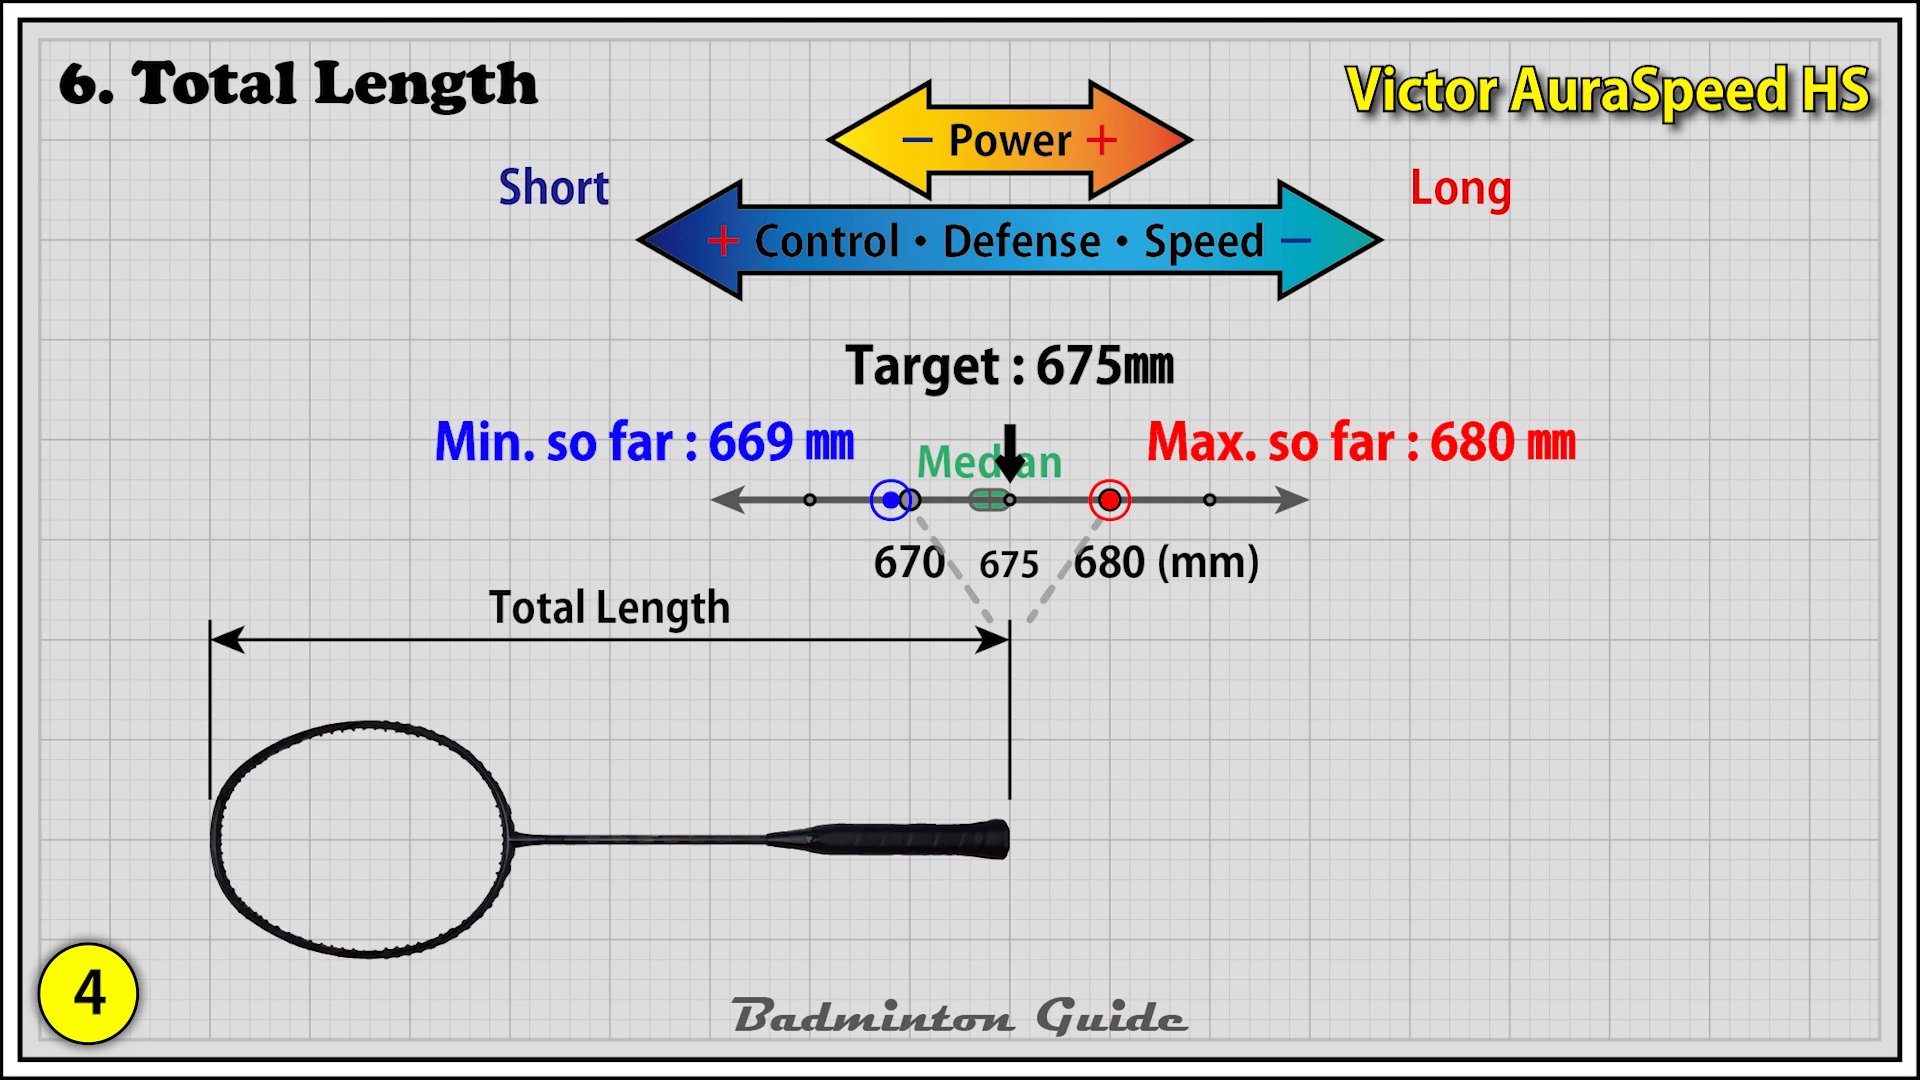 6. Total Length
Victor AuraSpeed HS
− Power +
Short
Long
+ Control・Defense・Speed −
Target : 675㎜
Min. so far : 669 ㎜
Median
Max. so far : 680 ㎜
670 675 680 (mm)
Total Length
4
Badminton Guide